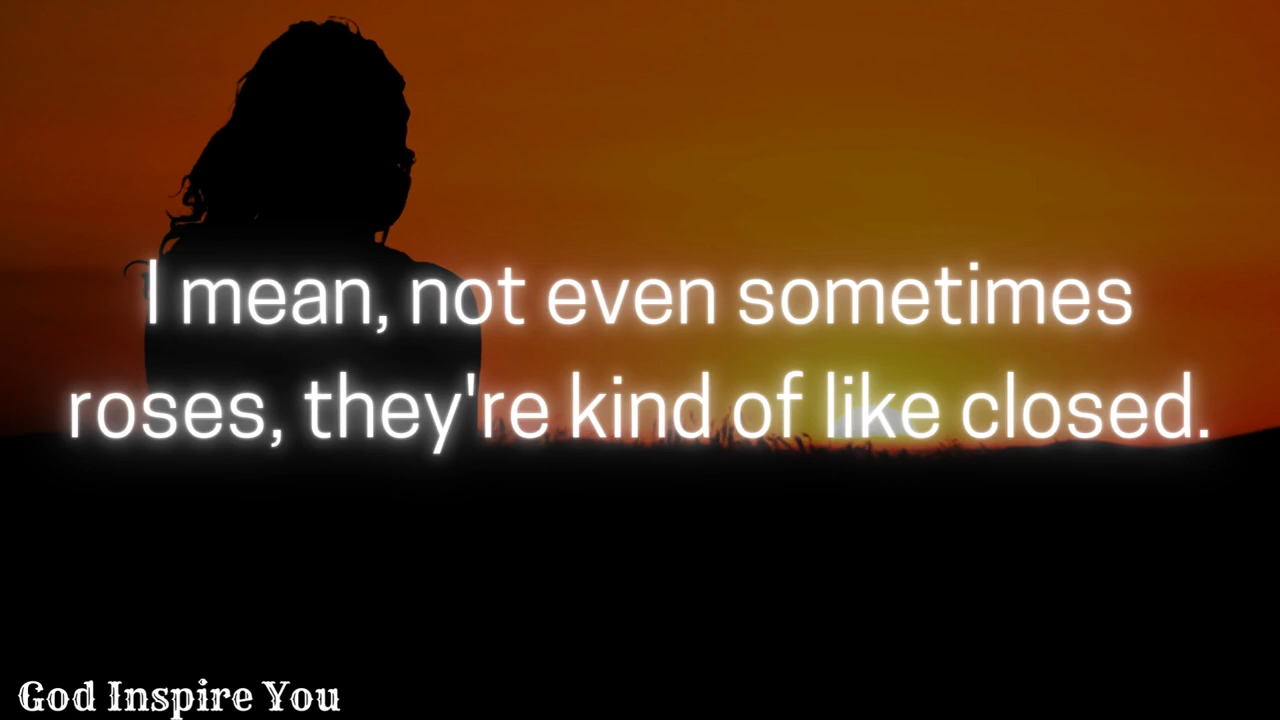 I mean, not even sometimes
roses, they're kind of like closed.
God Inspire You